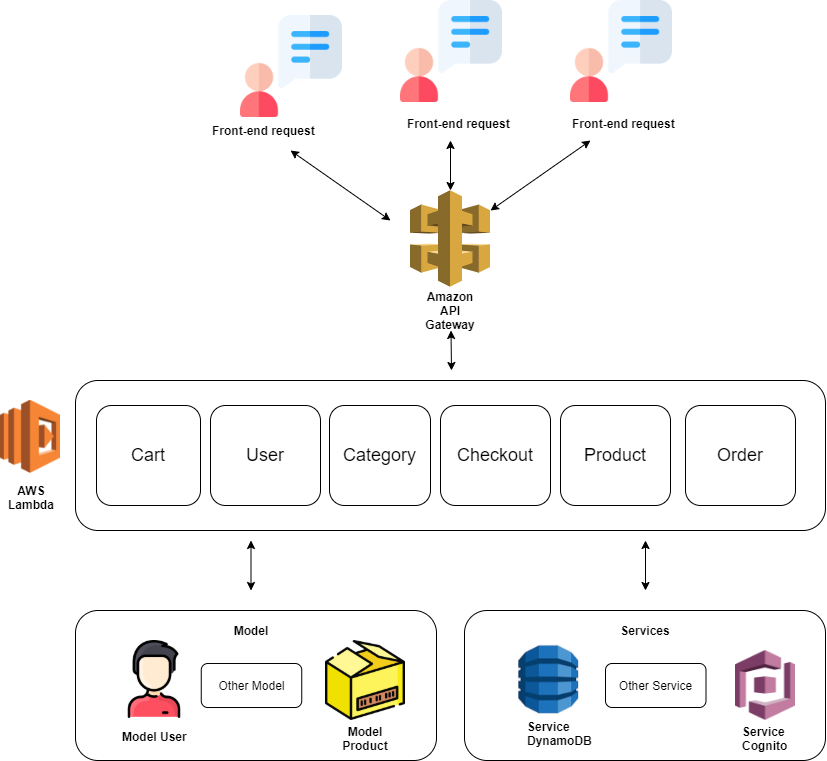 Front-end request
Front-end request
Front-end request
Amazon
API
Gateway
AWS
Lambda
Cart
User
Category
Checkout
Product
Order
Model
Other Model
Model User
Model
Product
Services
Other Service
Service
DynamoDB
Service
Cognito